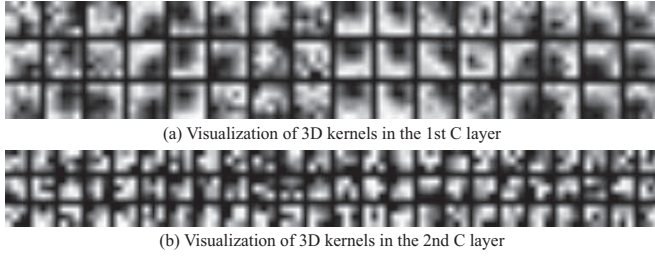 (a) Visualization of 3D kernels in the 1st C layer
(b) Visualization of 3D kernels in the 2nd C layer